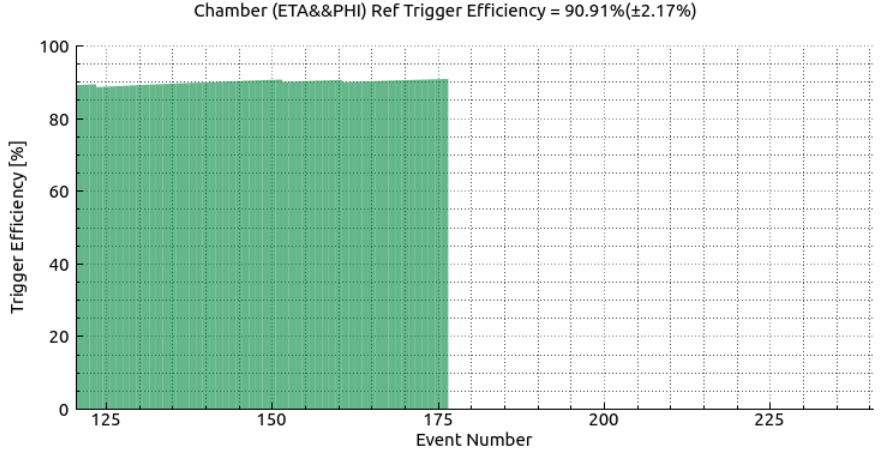 Chamber (ETA&&PHI) Ref Trigger Efficiency = 90.91%(±2.17%)
100
80
60
40
20
0
Trigger Efficiency [%]
125 150 175 200 225
Event Number